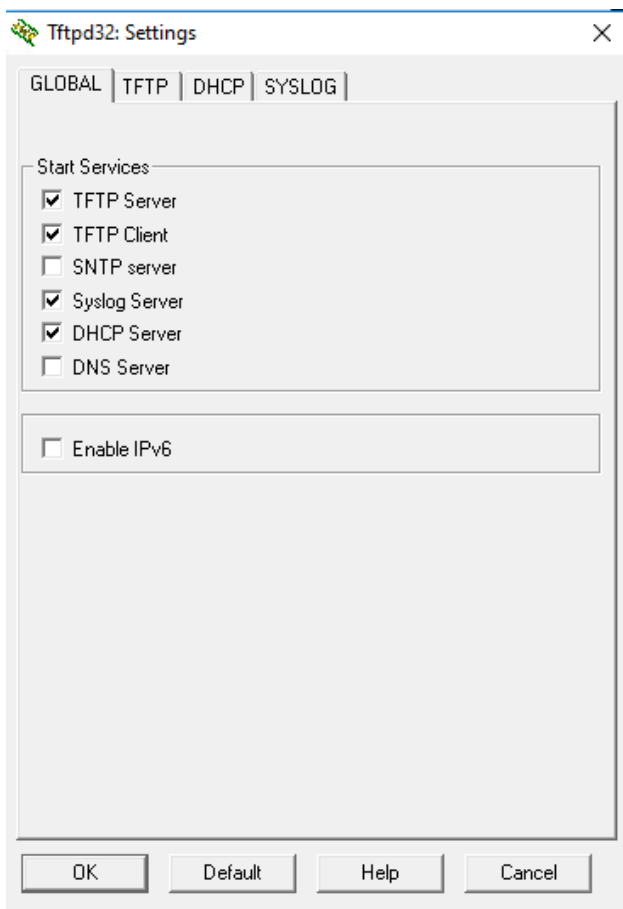 Tftpd32: Settings
GLOBAL TFTP DHCP SYSLOG
Start Services
TFTP Server
TFTP Client
SNTP server
Syslog Server
DHCP Server
DNS Server
Enable IPv6
OK Default Help Cancel